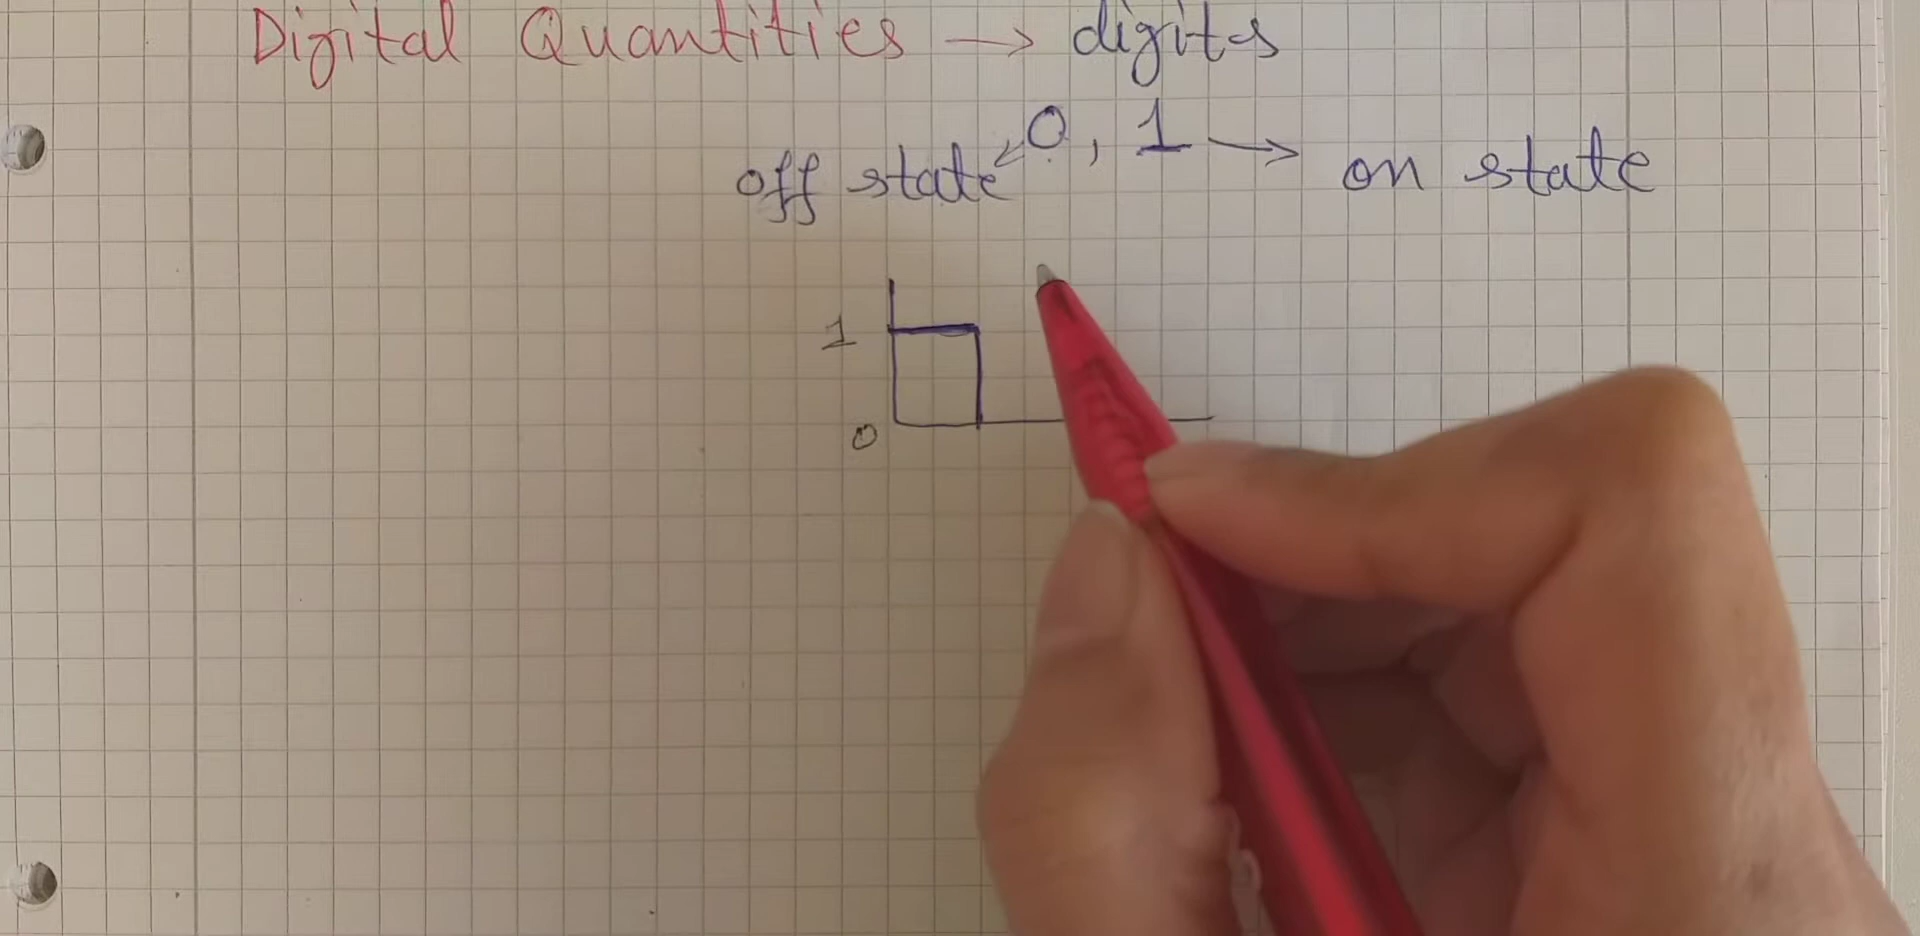 Digital Quantities → digits
0, 1 → on state
off state
1
0